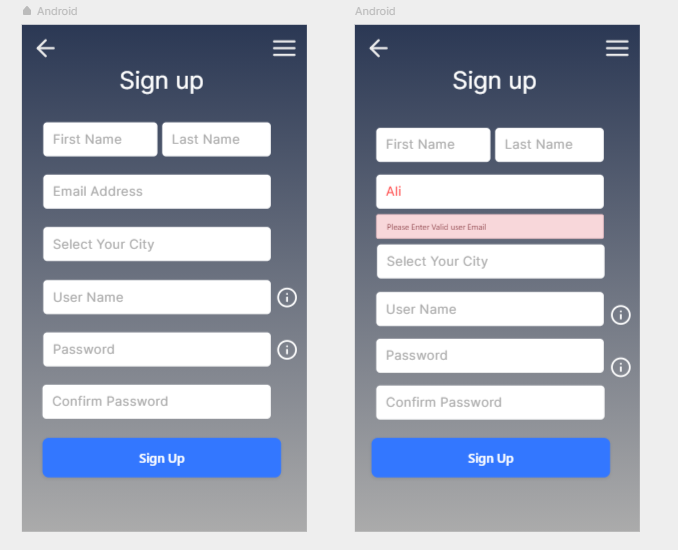 Android
Sign up
First Name
Last Name
Email Address
Select Your City
User Name
Password
Confirm Password
Sign Up
Android
Sign up
First Name
Last Name
Ali
Please Enter Valid user Email
Select Your City
User Name
Password
Confirm Password
Sign Up